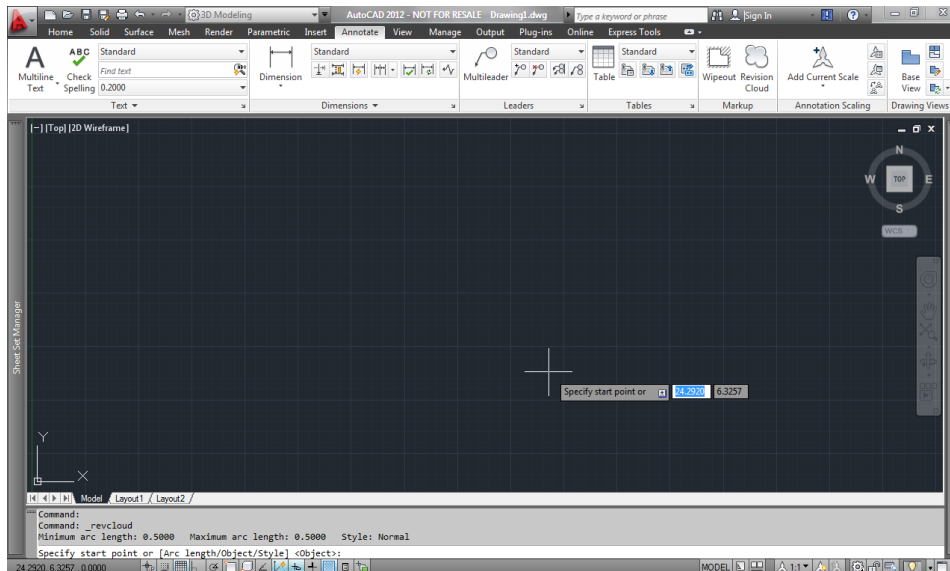 3D Modeling AutoCAD 2012 - NOT FOR RESALE Drawing1.dwg Type a keyword or phrase Sign In
Home Solid Surface Mesh Render Parametric Insert Annotate View Manage Output Plug-ins Online Express Tools
A ABC Standard Standard Standard Standard
Find text
Multiline Text Check Spelling 0.2000 Dimension Multileader Table Wipeout Revision Cloud Add Current Scale Base View
Text Dimensions Leaders Tables Markup Annotation Scaling Drawing Views
[−] [Top] [2D Wireframe]
N
W TOP E
S
WCS
Sheet Set Manager
Specify start point or 24.2920 6.3257
Y
X
Model Layout1 Layout2
Command:
Command: _revcloud
Minimum arc length: 0.5000 Maximum arc length: 0.5000 Style: Normal
Specify start point or [Arc length/Object/Style] <Object>:
24.2920, 6.3257, 0.0000 MODEL 1:1